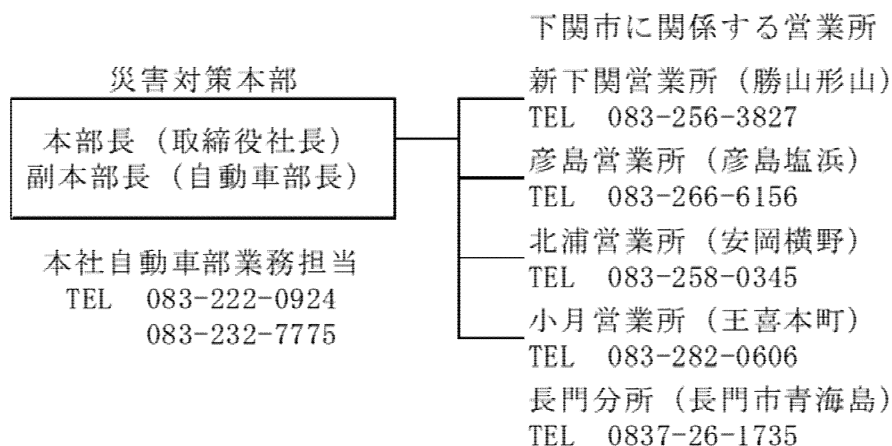 災害対策本部
本部長（取締役社長）
副本部長（自動車部長）
本社自動車部業務担当
TEL 083-222-0924
083-232-7775
下関市に関係する営業所
新下関営業所（勝山形山）
TEL 083-256-3827
彦島営業所（彦島塩浜）
TEL 083-266-6156
北浦営業所（安岡横野）
TEL 083-258-0345
小月営業所（王喜本町）
TEL 083-282-0606
長門分所（長門市青海島）
TEL 0837-26-1735